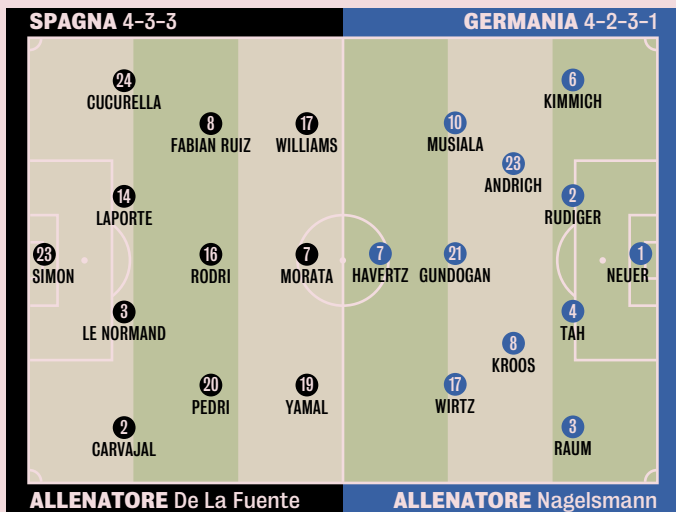 SPAGNA 4-3-3
GERMANIA 4-2-3-1
24
CUCURELLA
8
FABIAN RUIZ
17
WILLIAMS
14
LAPORTE
23
SIMON
16
RODRI
7
MORATA
3
LE NORMAND
20
PEDRI
19
YAMAL
2
CARVAJAL
6
KIMMICH
10
MUSIALA
23
ANDRICH
2
RUDIGER
7
HAVERTZ
21
GUNDOGAN
1
NEUER
4
TAH
8
KROOS
17
WIRTZ
3
RAUM
ALLENATORE De La Fuente
ALLENATORE Nagelsmann